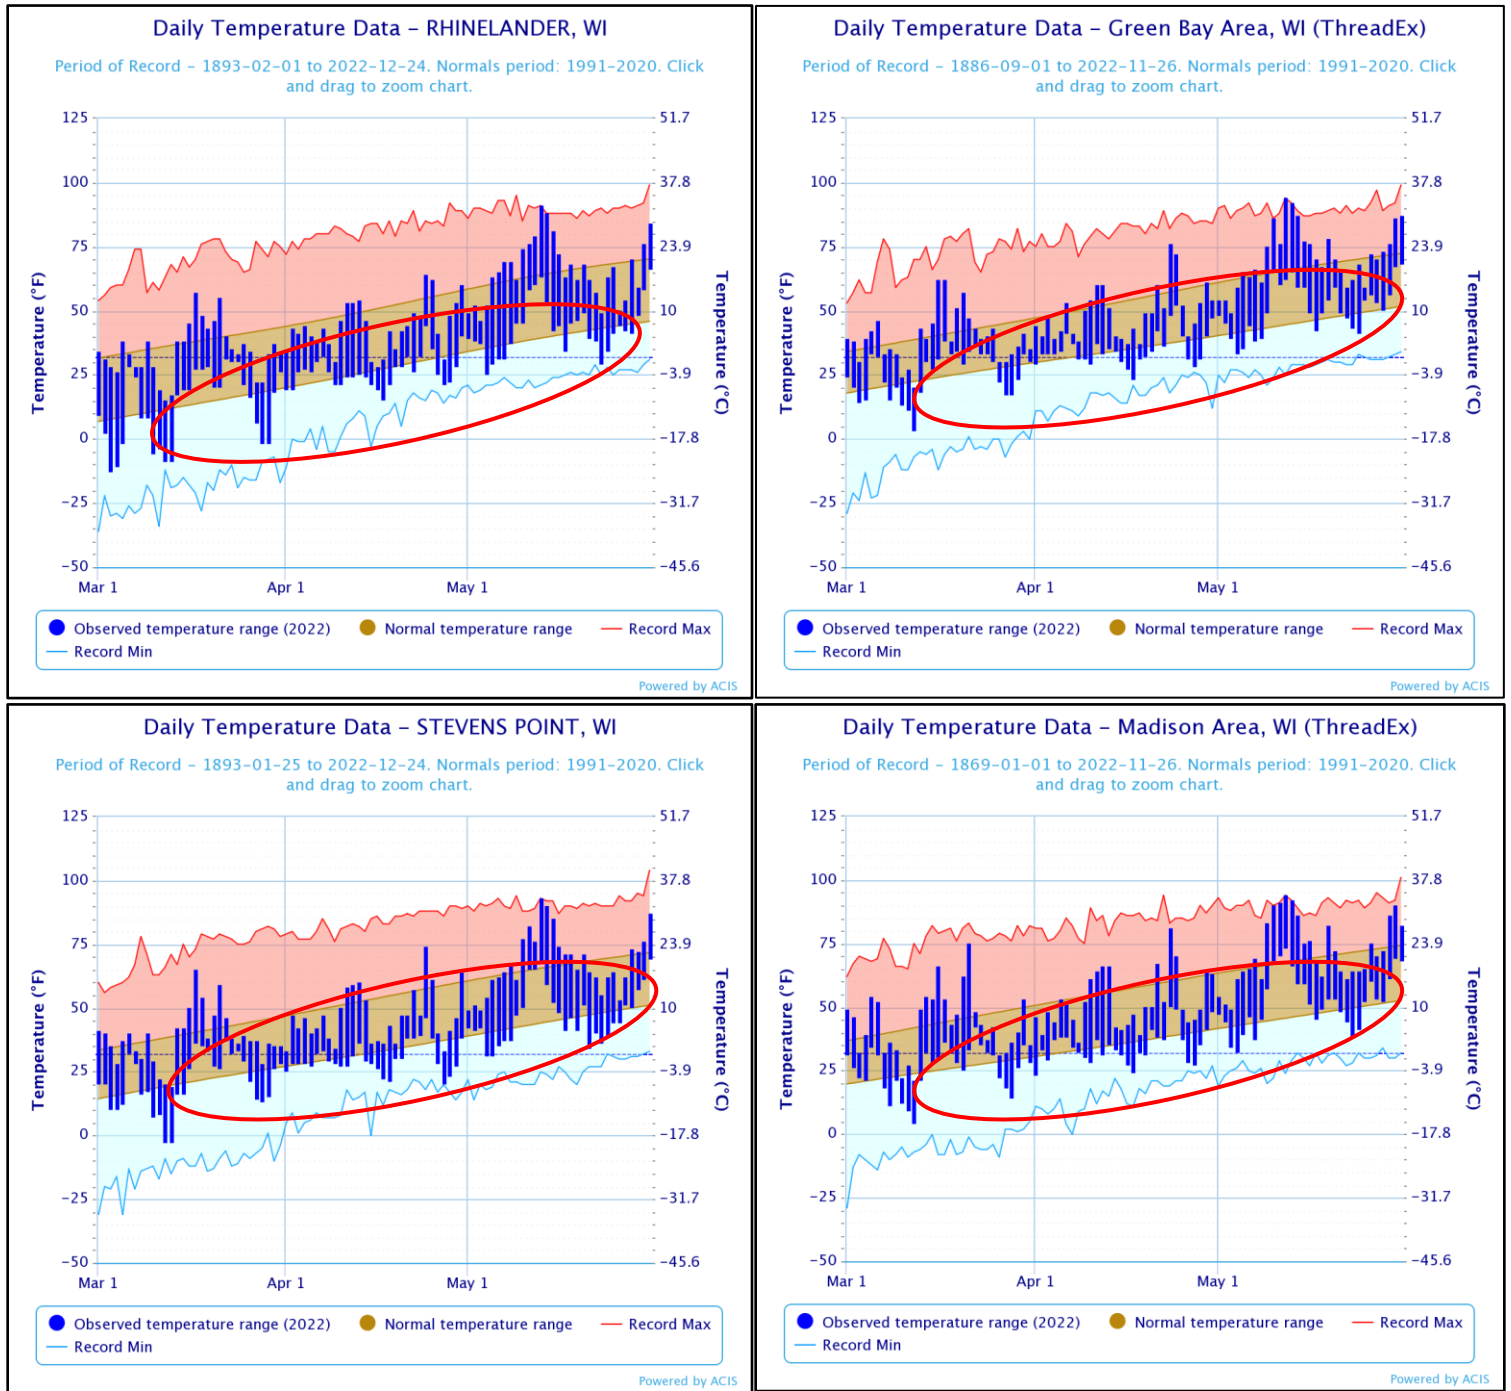 Daily Temperature Data – RHINELANDER, WI
Period of Record – 1893-02-01 to 2022-12-24. Normals period: 1991-2020. Click
and drag to zoom chart.
Temperature (°F)
125
100
75
50
25
0
−25
−50
51.7
37.8
23.9
10
−3.9
−17.8
−31.7
−45.6
Temperature (°C)
Mar 1
Apr 1
May 1
Observed temperature range (2022)
Normal temperature range
Record Max
Record Min
Powered by ACIS
Daily Temperature Data – Green Bay Area, WI (ThreadEx)
Period of Record – 1886-09-01 to 2022-11-26. Normals period: 1991-2020. Click
and drag to zoom chart.
Temperature (°F)
125
100
75
50
25
0
−25
−50
51.7
37.8
23.9
10
−3.9
−17.8
−31.7
−45.6
Temperature (°C)
Mar 1
Apr 1
May 1
Observed temperature range (2022)
Normal temperature range
Record Max
Record Min
Powered by ACIS
Daily Temperature Data – STEVENS POINT, WI
Period of Record – 1893-01-25 to 2022-12-24. Normals period: 1991-2020. Click
and drag to zoom chart.
Temperature (°F)
125
100
75
50
25
0
−25
−50
51.7
37.8
23.9
10
−3.9
−17.8
−31.7
−45.6
Temperature (°C)
Mar 1
Apr 1
May 1
Observed temperature range (2022)
Normal temperature range
Record Max
Record Min
Powered by ACIS
Daily Temperature Data – Madison Area, WI (ThreadEx)
Period of Record – 1869-01-01 to 2022-11-26. Normals period: 1991-2020. Click
and drag to zoom chart.
Temperature (°F)
125
100
75
50
25
0
−25
−50
51.7
37.8
23.9
10
−3.9
−17.8
−31.7
−45.6
Temperature (°C)
Mar 1
Apr 1
May 1
Observed temperature range (2022)
Normal temperature range
Record Max
Record Min
Powered by ACIS